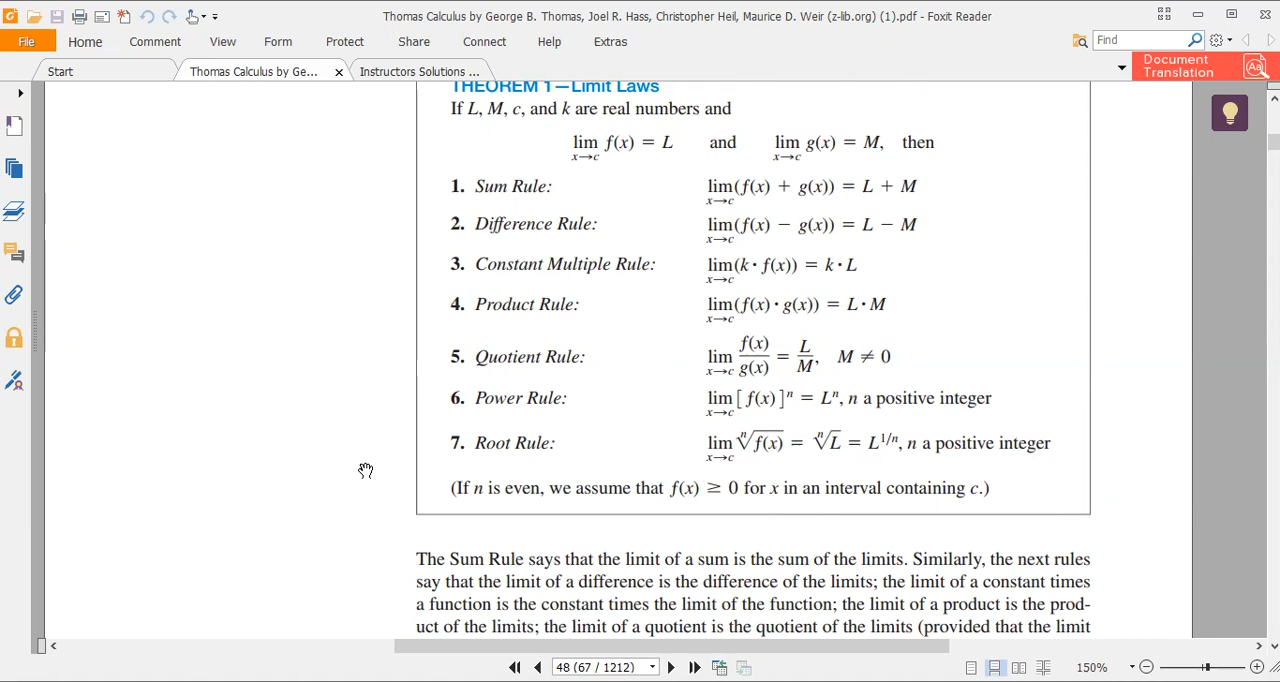 Thomas Calculus by George B. Thomas, Joel R. Hass, Christopher Heil, Maurice D. Weir (z-lib.org) (1).pdf - Foxit Reader
File Home Comment View Form Protect Share Connect Help Extras Find
Start Thomas Calculus by Ge... Instructors Solutions ... Document
Translation
THEOREM 1—Limit Laws
If L, M, c, and k are real numbers and
lim f(x) = L and lim g(x) = M, then
x→c x→c
1. Sum Rule: lim(f(x) + g(x)) = L + M
x→c
2. Difference Rule: lim(f(x) − g(x)) = L − M
x→c
3. Constant Multiple Rule: lim(k · f(x)) = k · L
x→c
4. Product Rule: lim(f(x) · g(x)) = L · M
x→c
5. Quotient Rule: lim f(x)/g(x) = L/M, M ≠ 0
x→c
6. Power Rule: lim [ f(x) ]ⁿ = Lⁿ, n a positive integer
x→c
7. Root Rule: lim ⁿ√f(x) = ⁿ√L = L^1/n, n a positive integer
x→c
(If n is even, we assume that f(x) ≥ 0 for x in an interval containing c.)
The Sum Rule says that the limit of a sum is the sum of the limits. Similarly, the next rules
say that the limit of a difference is the difference of the limits; the limit of a constant times
a function is the constant times the limit of the function; the limit of a product is the prod-
uct of the limits; the limit of a quotient is the quotient of the limits (provided that the limit
48 (67 / 1212) 150%